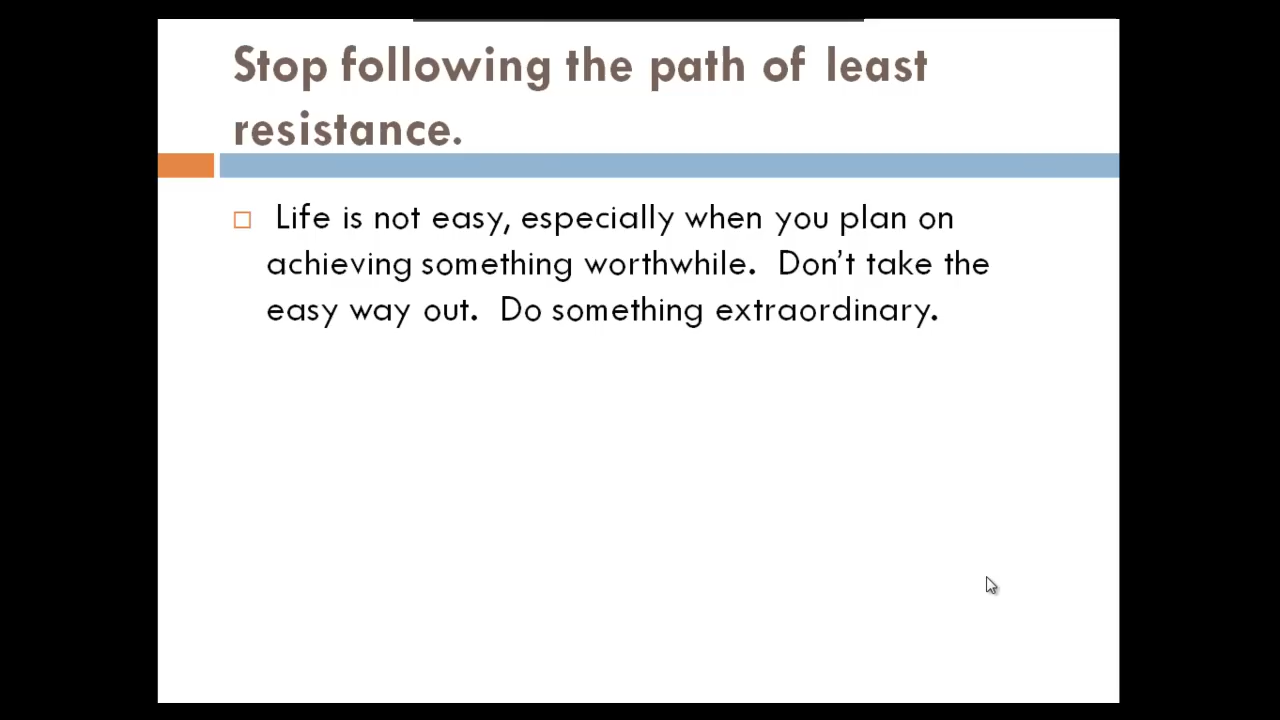 Stop following the path of least
resistance.
Life is not easy, especially when you plan on
achieving something worthwhile.  Don’t take the
easy way out.  Do something extraordinary.